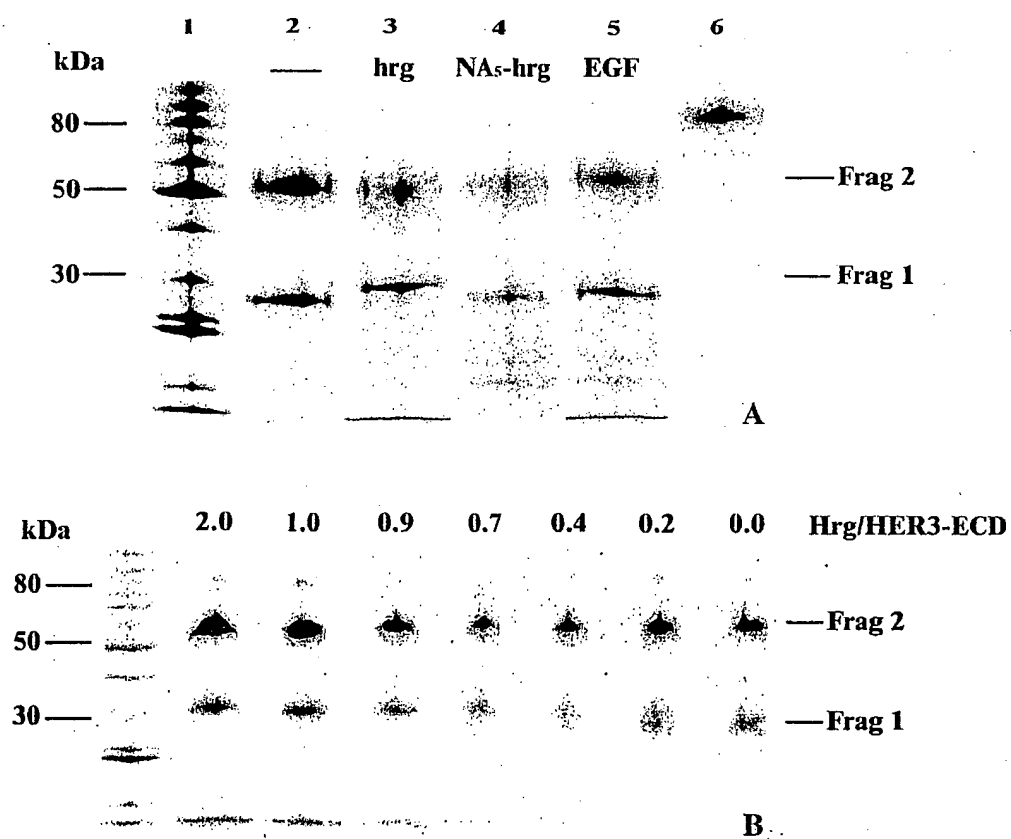 1 2 3 4 5 6
kDa — hrg NA₅-hrg EGF
80
50 Frag 2
30 Frag 1
A
kDa 2.0 1.0 0.9 0.7 0.4 0.2 0.0 Hrg/HER3-ECD
80
50 Frag 2
30 Frag 1
B